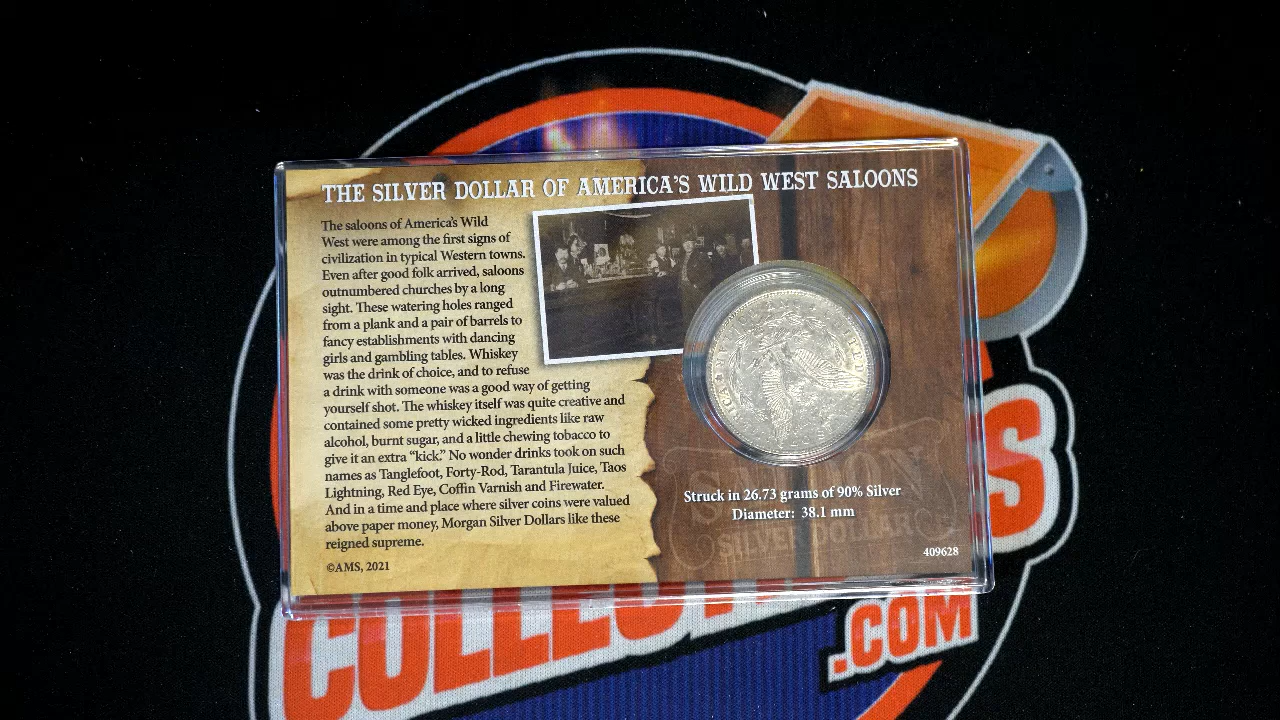 THE SILVER DOLLAR OF AMERICA'S WILD WEST SALOONS
The saloons of America's Wild
West were among the first signs of
civilization in typical Western towns.
Even after good folk arrived, saloons
outnumbered churches by a long
sight. These watering holes ranged
from a plank and a pair of barrels to
fancy establishments with dancing
girls and gambling tables. Whiskey
was the drink of choice, and to refuse
a drink with someone was a good way of getting
yourself shot. The whiskey itself was quite creative and
contained some pretty wicked ingredients like raw
alcohol, burnt sugar, and a little chewing tobacco to
give it an extra “kick.” No wonder drinks took on such
names as Tanglefoot, Forty-Rod, Tarantula Juice, Taos
Lightning, Red Eye, Coffin Varnish and Firewater.
And in a time and place where silver coins were valued
above paper money, Morgan Silver Dollars like these
reigned supreme.
©AMS, 2021
Struck in 26.73 grams of 90% Silver
Diameter: 38.1 mm
SALOON
SILVER DOLLAR
409628
.COM